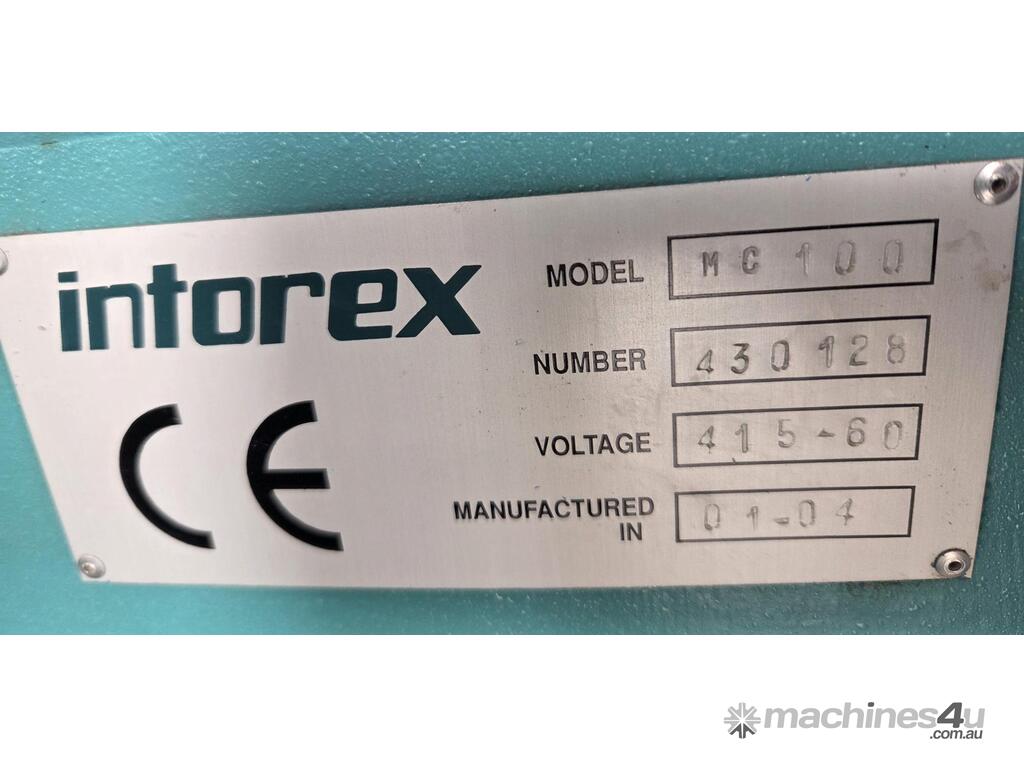 intorex
CE
MODEL MC 100
NUMBER 430128
VOLTAGE 415-60
MANUFACTURED
IN 01-04
machines4u
.com.au